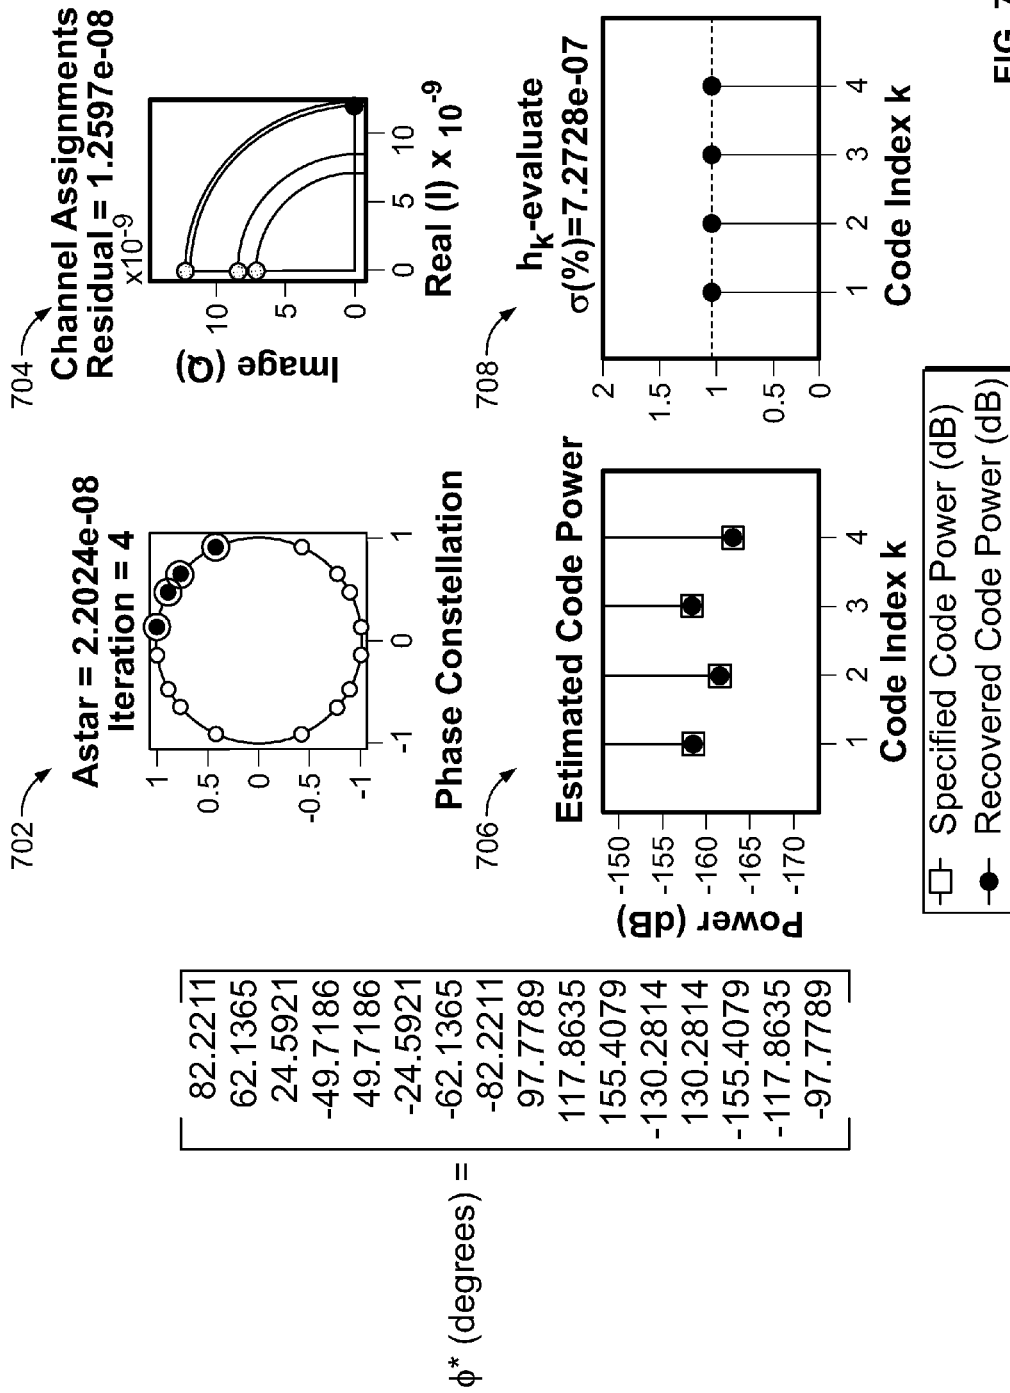 ϕ* (degrees) =
82.2211
62.1365
24.5921
-49.7186
49.7186
-24.5921
-62.1365
-82.2211
97.7789
117.8635
155.4079
-130.2814
130.2814
-155.4079
-117.8635
-97.7789
702
Astar = 2.2024e-08
Iteration = 4
1
0.5
0
-0.5
-1
-1
0
1
Phase Constellation
704
Channel Assignments
Residual = 1.2597e-08
x10-9
Image (Q)
10
5
0
0
5
10
Real (I) x 10-9
706
Estimated Code Power
Power (dB)
-150
-155
-160
-165
-170
1
2
3
4
Code Index k
708
hk-evaluate
σ(%)=7.2728e-07
2
1.5
1
0.5
0
1
2
3
4
Code Index k
Specified Code Power (dB)
Recovered Code Power (dB)
FIG. 7